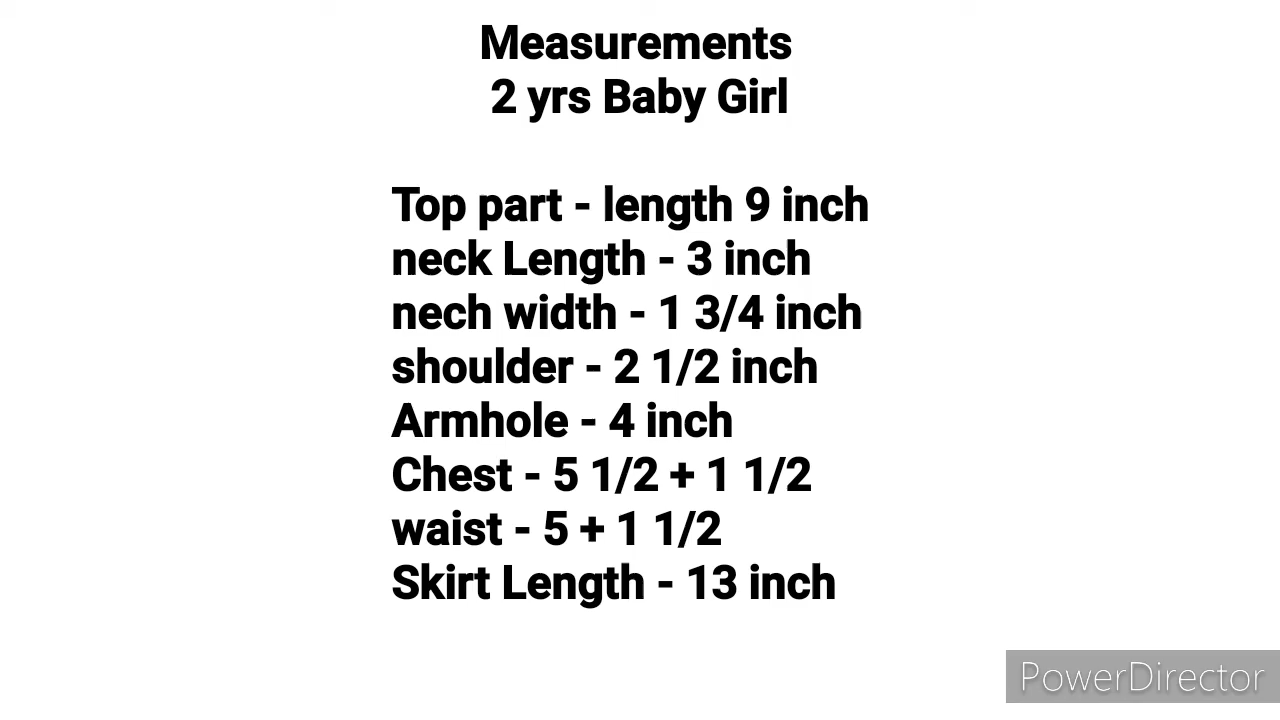 Measurements
2 yrs Baby Girl
Top part - length 9 inch
neck Length - 3 inch
nech width - 1 3/4 inch
shoulder - 2 1/2 inch
Armhole - 4 inch
Chest - 5 1/2 + 1 1/2
waist - 5 + 1 1/2
Skirt Length - 13 inch
PowerDirector